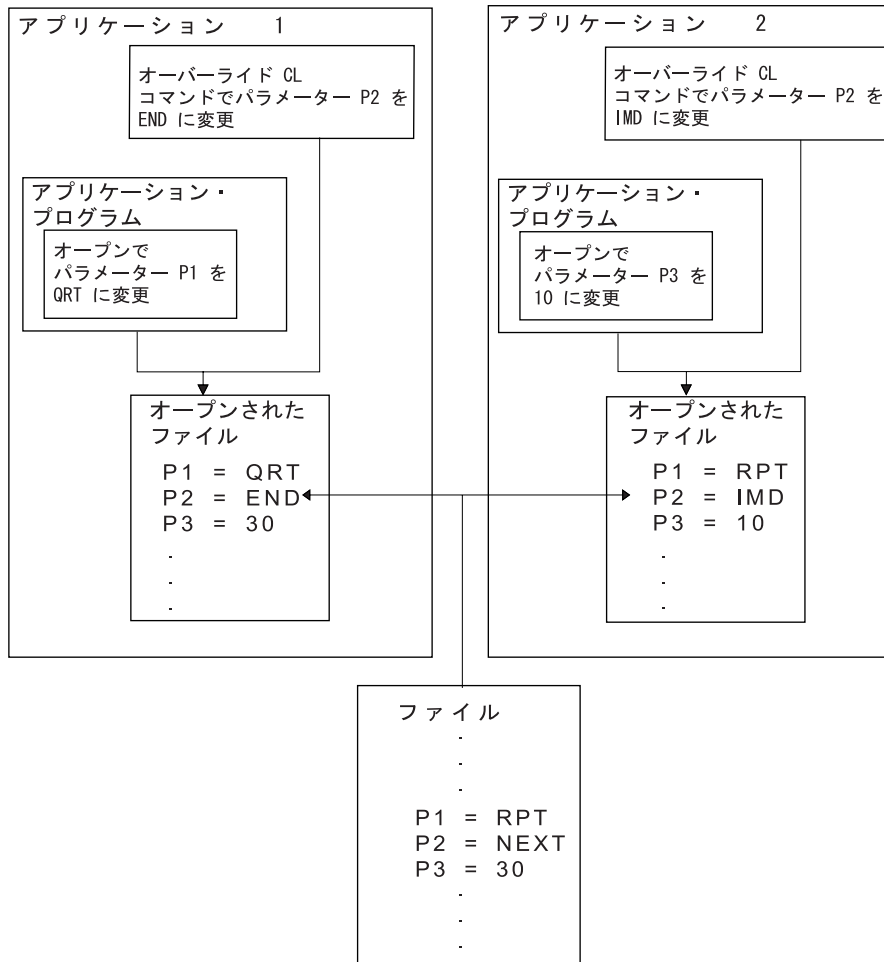 アプリケーション 1
オーバーライド CL
コマンドでパラメーター P2 を
END に変更
アプリケーション・
プログラム
オープンで
パラメーター P1 を
QRT に変更
オープンされた
ファイル
P1 = QRT
P2 = END
P3 = 30
.
.
.
アプリケーション 2
オーバーライド CL
コマンドでパラメーター P2 を
IMD に変更
アプリケーション・
プログラム
オープンで
パラメーター P3 を
10 に変更
オープンされた
ファイル
P1 = RPT
P2 = IMD
P3 = 10
.
.
.
ファイル
.
.
.
P1 = RPT
P2 = NEXT
P3 = 30
.
.
.